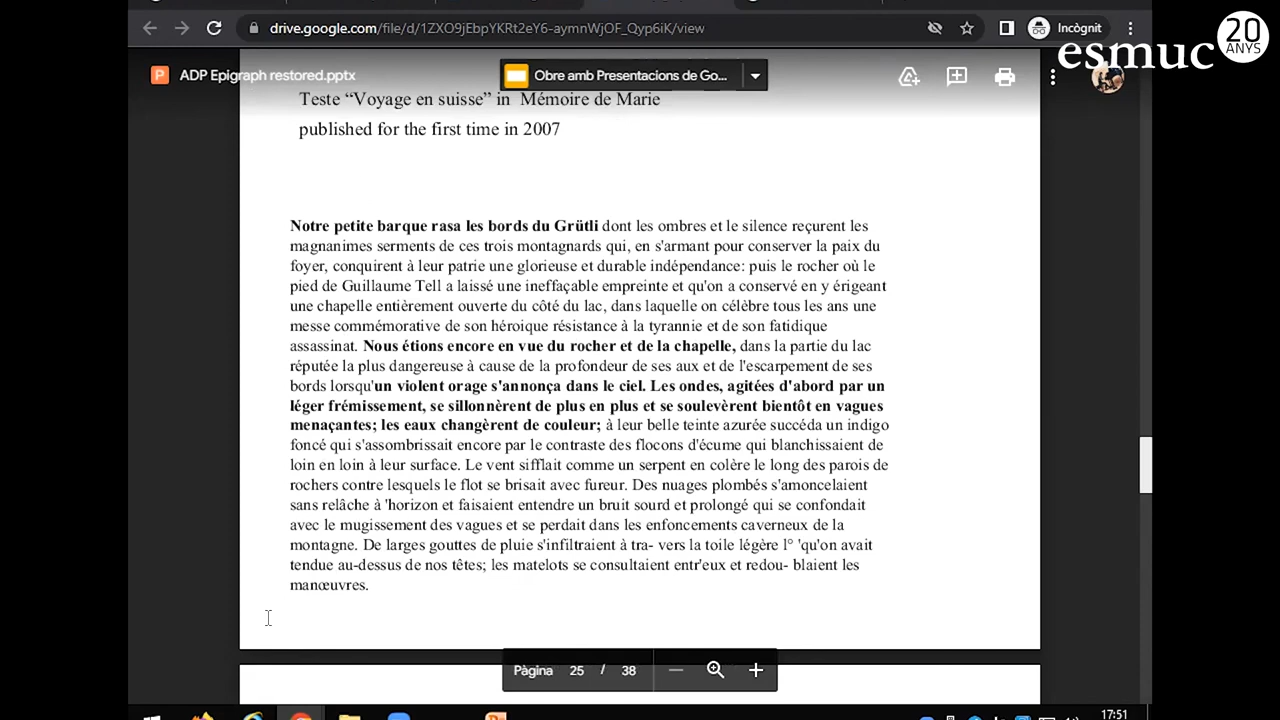 drive.google.com/file/d/1ZXO9jEbpYKRt2eY6-aymnWjOF_Qyp6iK/view
Incògnit
esmuc
20
ANYS
P
ADP Epigraph restored.pptx
Obre amb Presentacions de Go...
Teste “Voyage en suisse” in Mémoire de Marie
published for the first time in 2007
Notre petite barque rasa les bords du Grütli dont les ombres et le silence reçurent les
magnanimes serments de ces trois montagnards qui, en s'armant pour conserver la paix du
foyer, conquirent à leur patrie une glorieuse et durable indépendance: puis le rocher où le
pied de Guillaume Tell a laissé une ineffaçable empreinte et qu'on a conservé en y érigeant
une chapelle entièrement ouverte du côté du lac, dans laquelle on célèbre tous les ans une
messe commémorative de son héroique résistance à la tyrannie et de son fatidique
assassinat. Nous étions encore en vue du rocher et de la chapelle, dans la partie du lac
réputée la plus dangereuse à cause de la profondeur de ses aux et de l'escarpement de ses
bords lorsqu'un violent orage s'annonça dans le ciel. Les ondes, agitées d'abord par un
léger frémissement, se sillonnèrent de plus en plus et se soulevèrent bientôt en vagues
menaçantes; les eaux changèrent de couleur; à leur belle teinte azurée succéda un indigo
foncé qui s'assombrissait encore par le contraste des flocons d'écume qui blanchissaient de
loin en loin à leur surface. Le vent sifflait comme un serpent en colère le long des parois de
rochers contre lesquels le flot se brisait avec fureur. Des nuages plombés s'amoncelaient
sans relâche à 'horizon et faisaient entendre un bruit sourd et prolongé qui se confondait
avec le mugissement des vagues et se perdait dans les enfoncements caverneux de la
montagne. De larges gouttes de pluie s'infiltraient à tra- vers la toile légère l° 'qu'on avait
tendue au-dessus de nos têtes; les matelots se consultaient entr'eux et redou- blaient les
manœuvres.
Pàgina 25 / 38
17:51